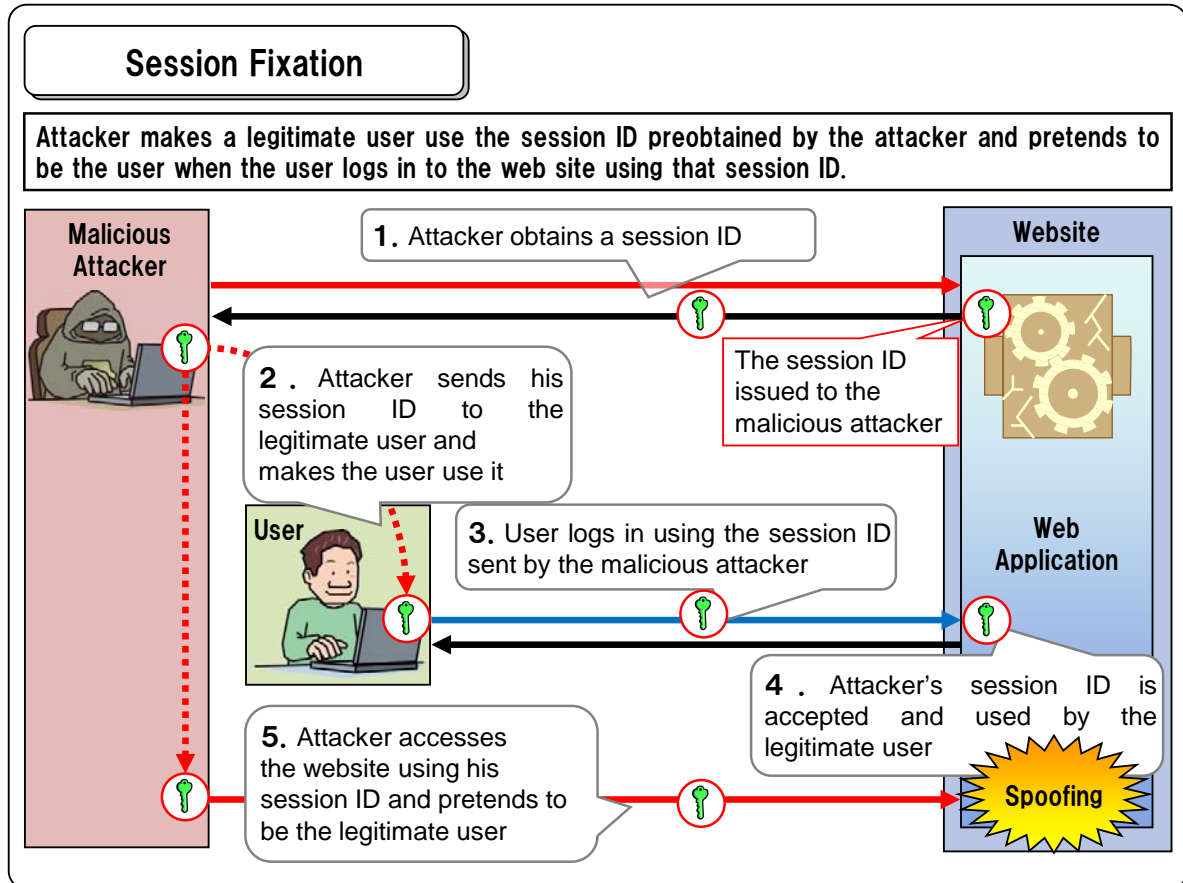 Session Fixation
Attacker makes a legitimate user use the session ID preobtained by the attacker and pretends to
be the user when the user logs in to the web site using that session ID.
Malicious
Attacker
1. Attacker obtains a session ID
Website
The session ID
issued to the
malicious attacker
2. Attacker sends his
session ID to the
legitimate user and
makes the user use it
User
3. User logs in using the session ID
sent by the malicious attacker
Web
Application
4. Attacker’s session ID is
accepted and used by the
legitimate user
5. Attacker accesses
the website using his
session ID and pretends to
be the legitimate user
Spoofing